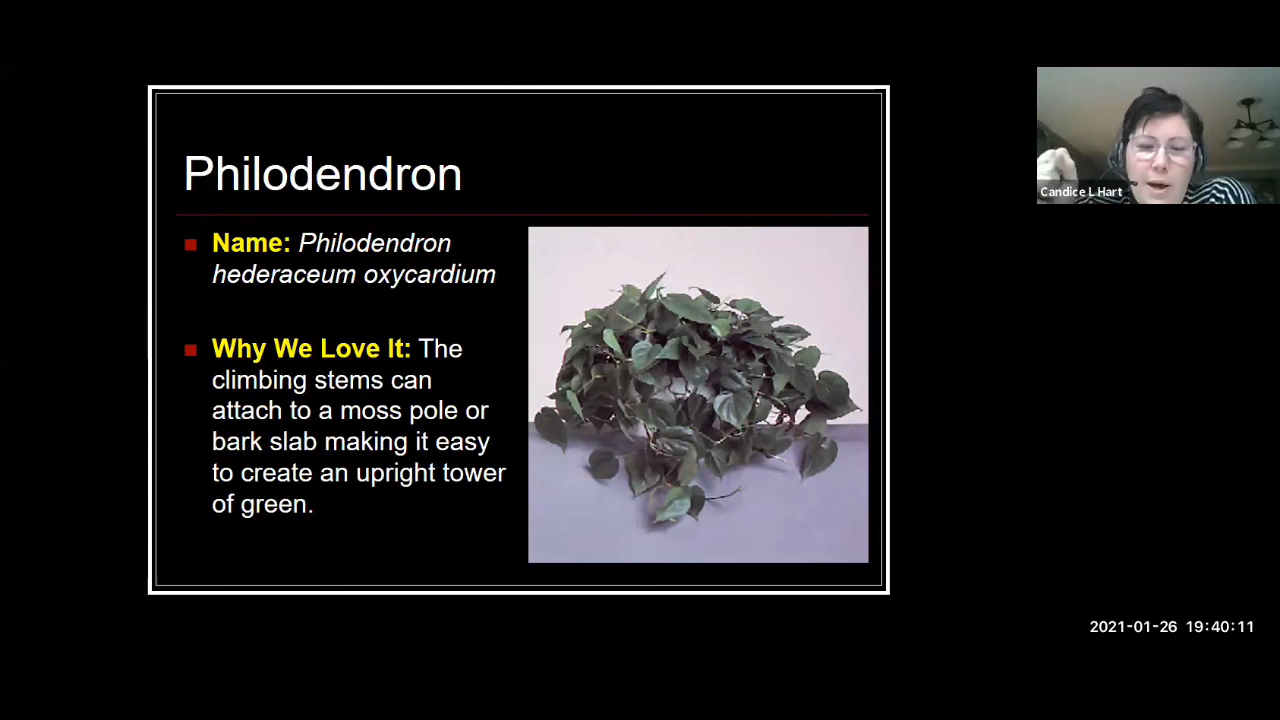 Philodendron
Name: Philodendron
hederaceum oxycardium
Why We Love It: The
climbing stems can
attach to a moss pole or
bark slab making it easy
to create an upright tower
of green.
Candice L Hart
2021-01-26 19:40:11